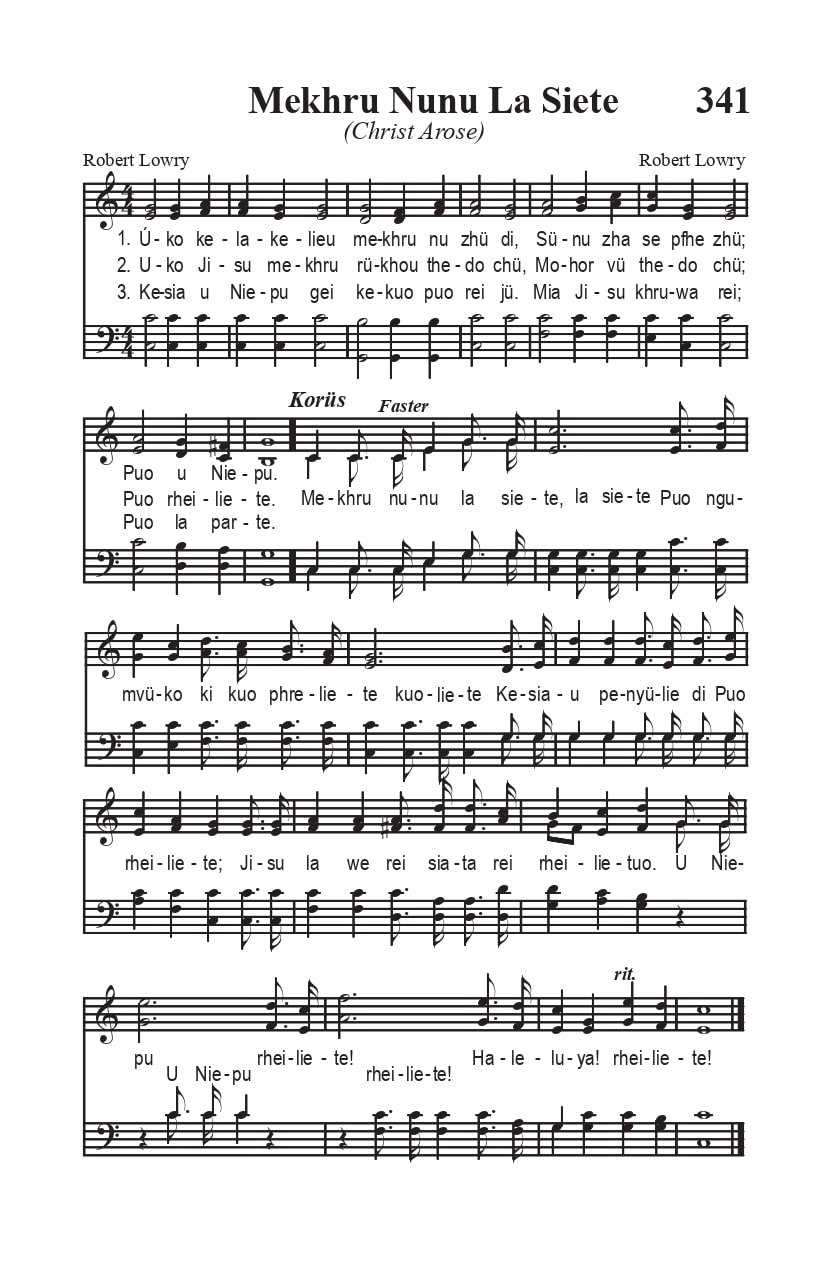 Mekhru Nunu La Siete 341
(Christ Arose)
Robert Lowry Robert Lowry
1. Ú-ko ke-la-ke-lieu me-khru nu zhü di, Sü-nu zha se pfhe zhü;
2. U-ko Ji-su me-khru rü-khou the-do chü, Mo-hor vü the-do chü;
3. Ke-sia u Nie-pu gei ke-kuo puo rei jü. Mia Ji-su khru-wa rei;
Korüs Faster
Puo u Nie-pu.
Puo rhei-lie-te. Me-khru nu-nu la sie-te, la sie-te Puo ngu-
Puo la par-te.
mvü-ko ki kuo phre-lie-te kuo-lie-te Ke-sia-u pe-nyü-lie di Puo
rhei-lie-te; Ji-su la we rei sia-ta rei rhei-lie-tuo. U Nie-
rit.
pu rhei-lie-te! Ha-le-lu-ya! rhei-lie-te!
U Nie-pu rhei-lie-te!